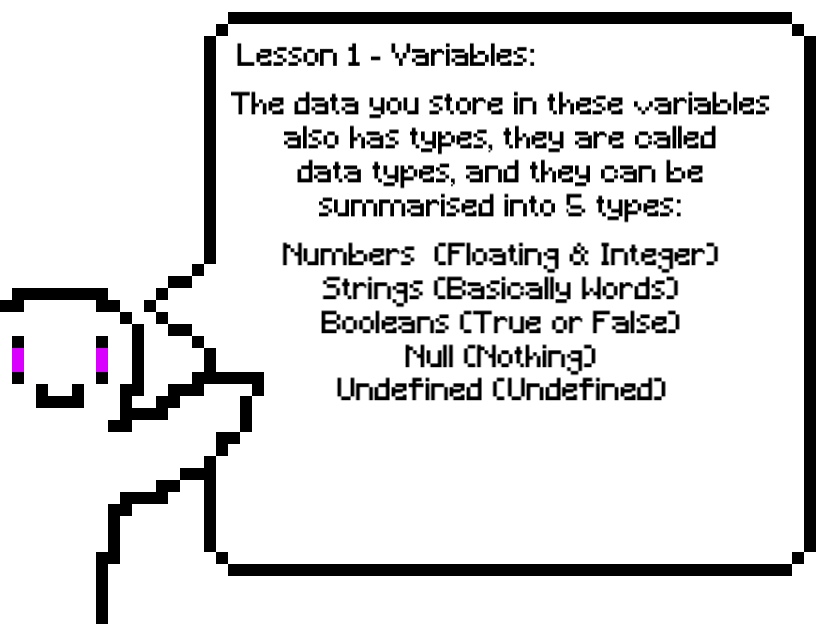 Lesson 1 - Variables:
The data you store in these variables
also has types, they are called
data types, and they can be
summarised into 5 types:
Numbers  (Floating & Integer)
Strings (Basically Words)
Booleans (True or False)
Null (Nothing)
Undefined (Undefined)